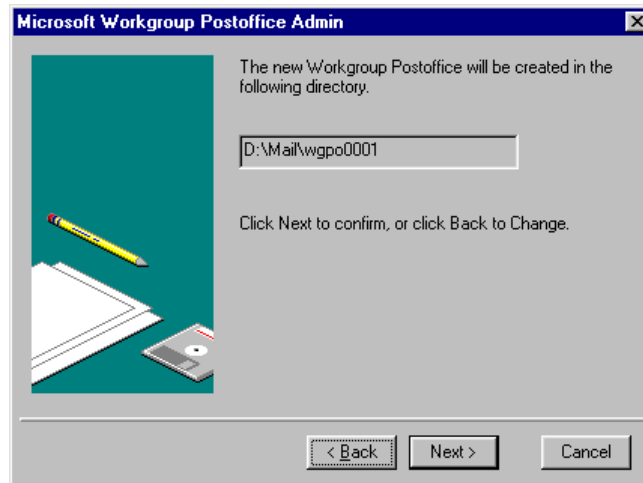 Microsoft Workgroup Postoffice Admin
The new Workgroup Postoffice will be created in the
following directory.
D:\Mail\wgpo0001
Click Next to confirm, or click Back to Change.
< Back
Next >
Cancel